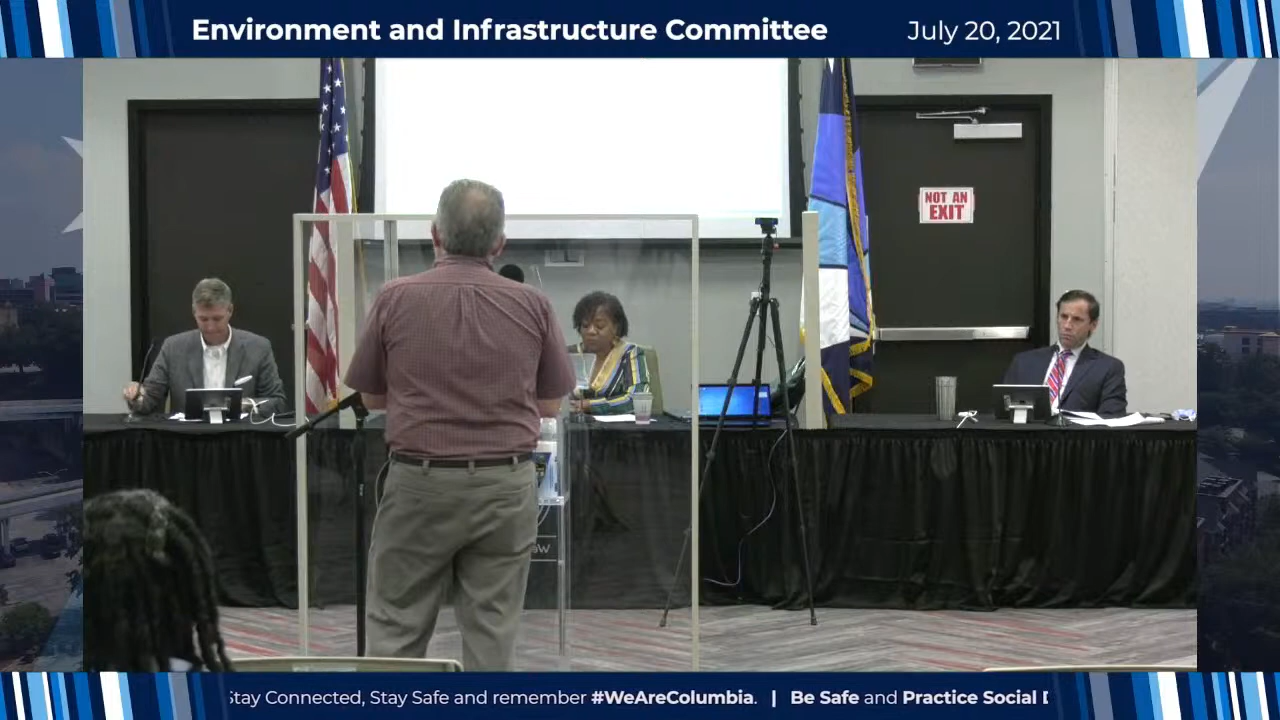 Environment and Infrastructure Committee
July 20, 2021
NOT AN
EXIT
Stay Connected, Stay Safe and remember #WeAreColumbia. | Be Safe and Practice Social